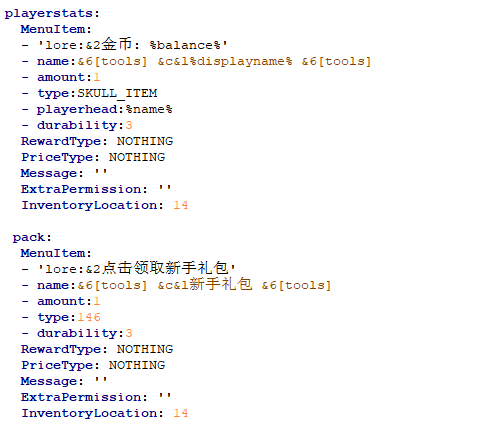 playerstats:
  MenuItem:
  - 'lore:&2金币: %balance%'
  - name:&6[tools] &c&l%displayname% &6[tools]
  - amount:1
  - type:SKULL_ITEM
  - playerhead:%name%
  - durability:3
  RewardType: NOTHING
  PriceType: NOTHING
  Message: ''
  ExtraPermission: ''
  InventoryLocation: 14
 pack:
  MenuItem:
  - 'lore:&2点击领取新手礼包'
  - name:&6[tools] &c&l新手礼包 &6[tools]
  - amount:1
  - type:146
  - durability:3
  RewardType: NOTHING
  PriceType: NOTHING
  Message: ''
  ExtraPermission: ''
  InventoryLocation: 14